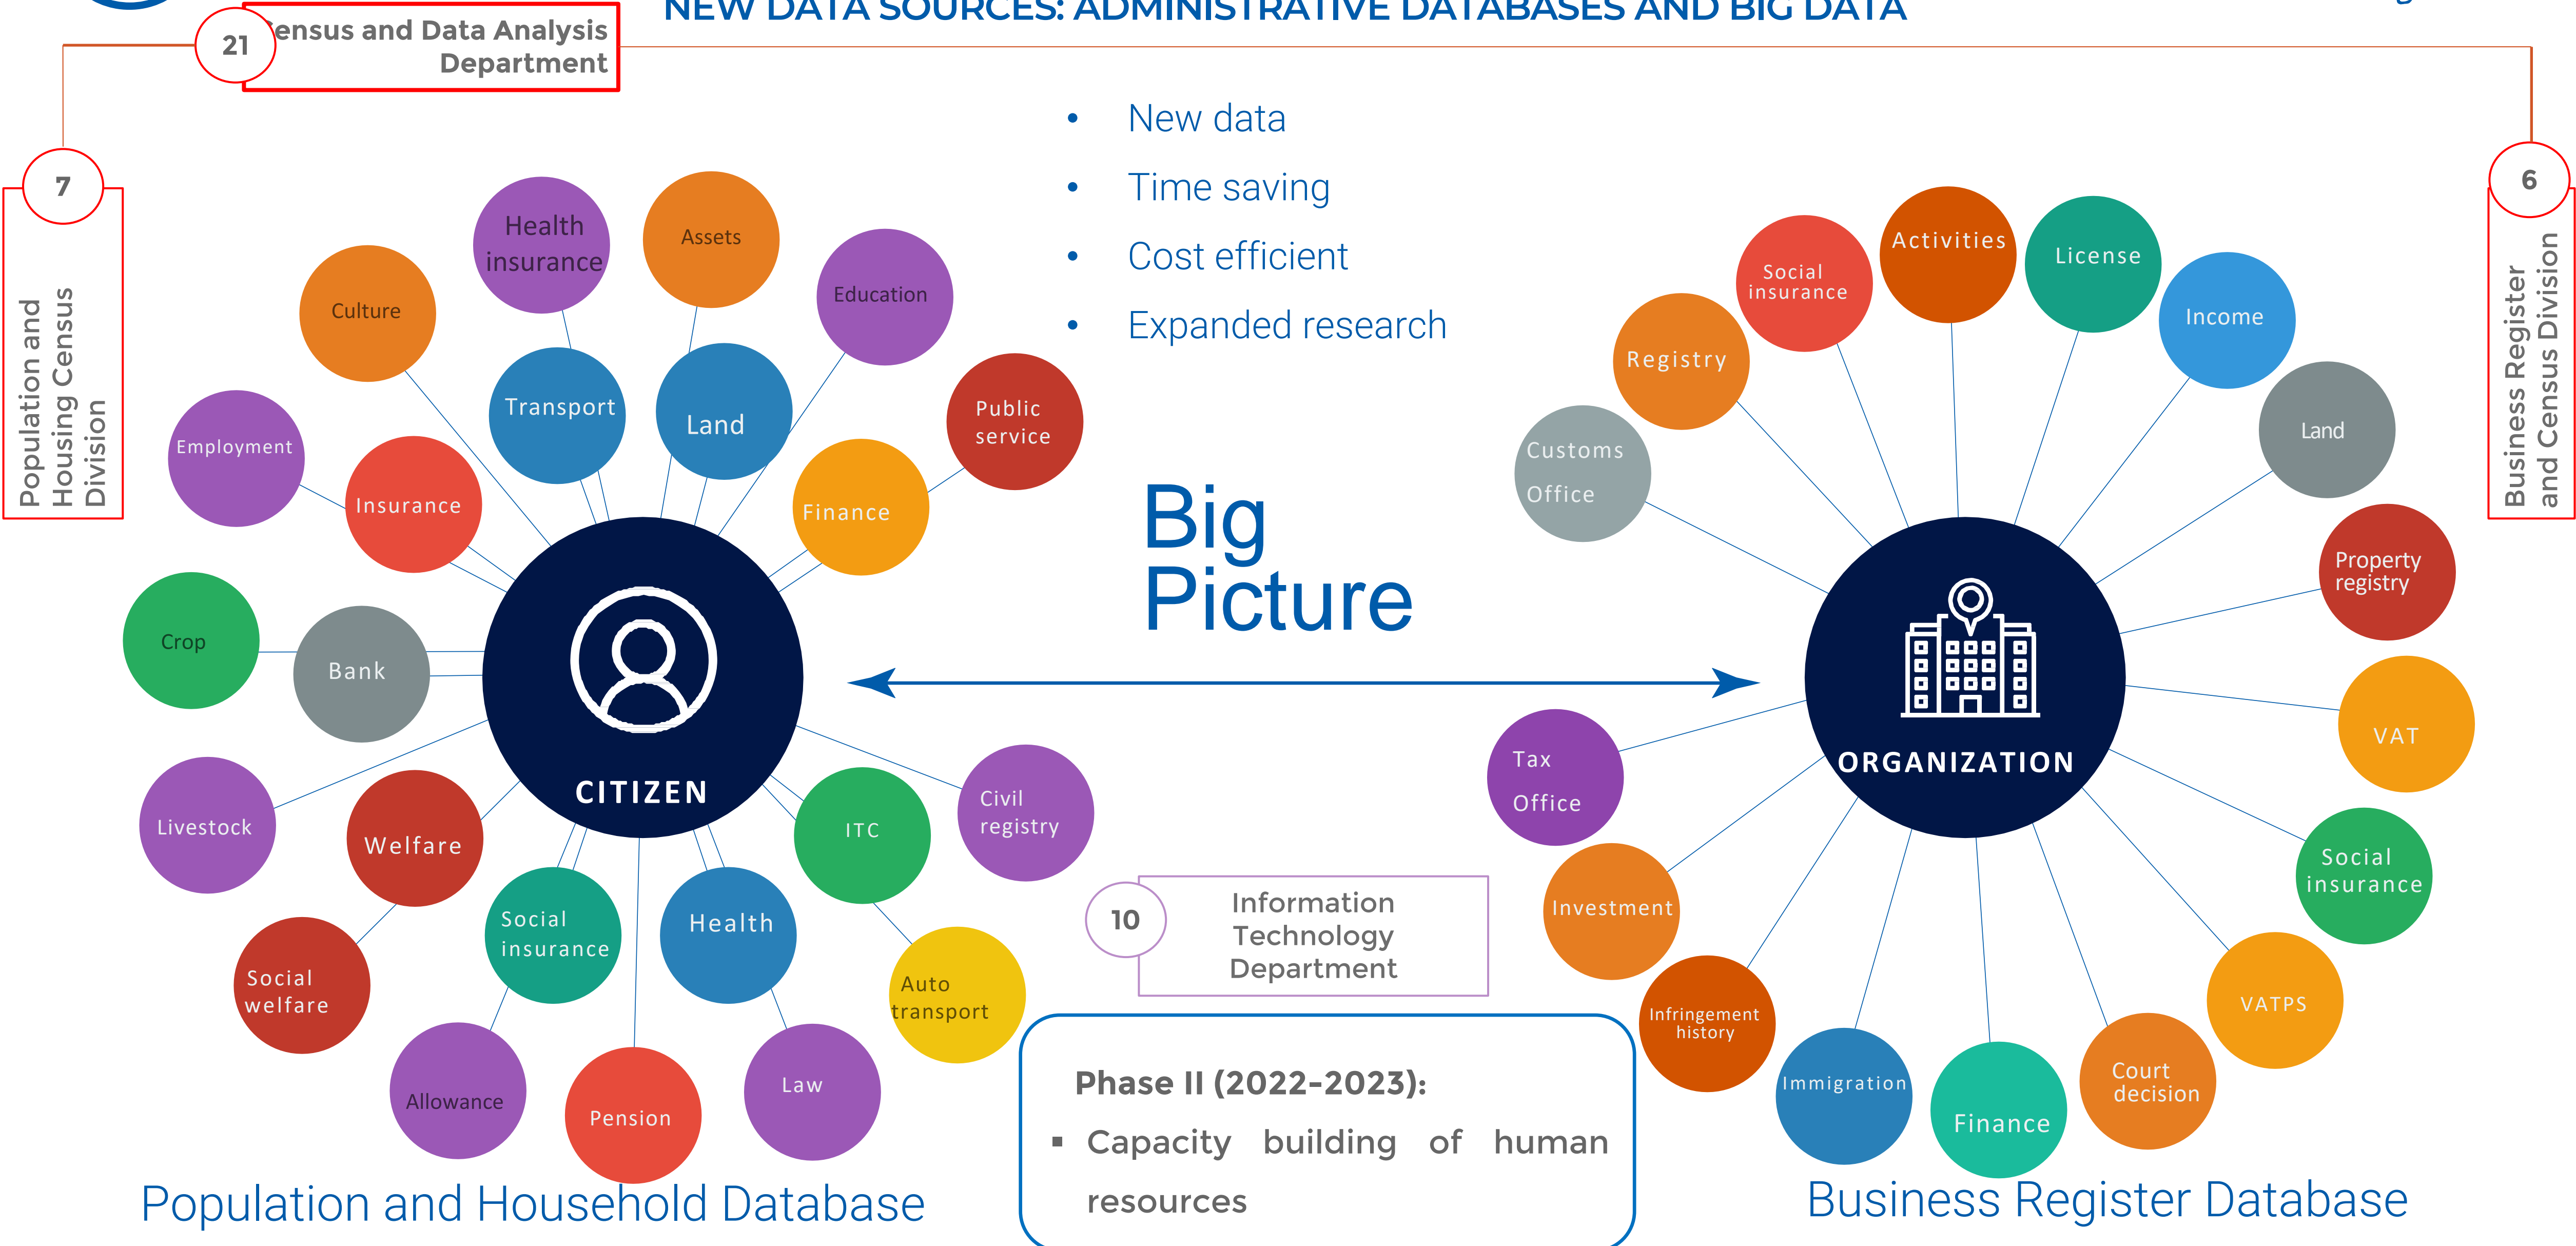 NEW DATA SOURCES: ADMINISTRATIVE DATABASES AND BIG DATA
21
ensus and Data Analysis
Department
7
Population and
Housing Census
Division
6
Business Register
and Census Division
New data
Time saving
Cost efficient
Expanded research
Big
Picture
Health
insurance
Assets
Culture
Education
Transport
Land
Public
service
Employment
Insurance
Finance
Crop
Bank
CITIZEN
Livestock
Welfare
ITC
Civil
registry
Social
insurance
Health
Social
welfare
Auto
transport
Allowance
Pension
Law
Population and Household Database
10
Information
Technology
Department
Phase II (2022-2023):
▪ Capacity building of human
resources
Activities
License
Social
insurance
Income
Registry
Land
Customs
Office
Property
registry
ORGANIZATION
VAT
Tax
Office
Social
insurance
Investment
VATPS
Infringement
history
Immigration
Finance
Court
decision
Business Register Database